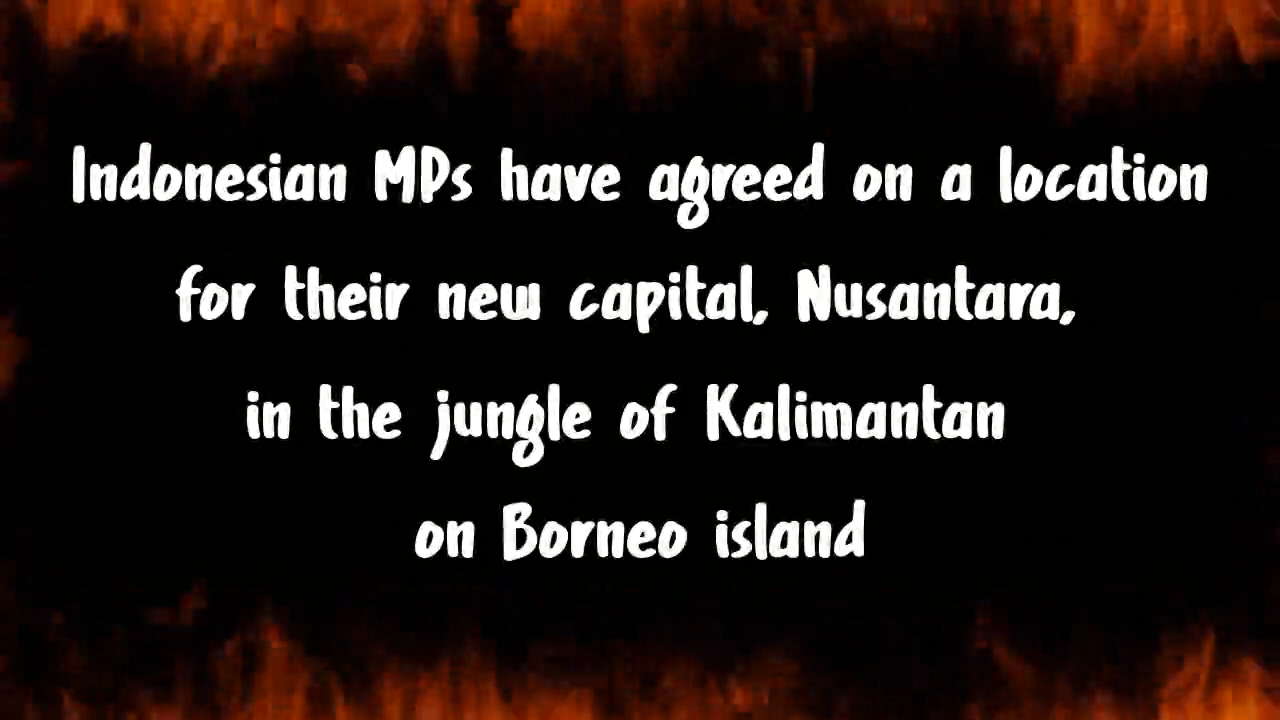 Indonesian MPs have agreed on a location
for their new capital, Nusantara,
in the jungle of Kalimantan
on Borneo island